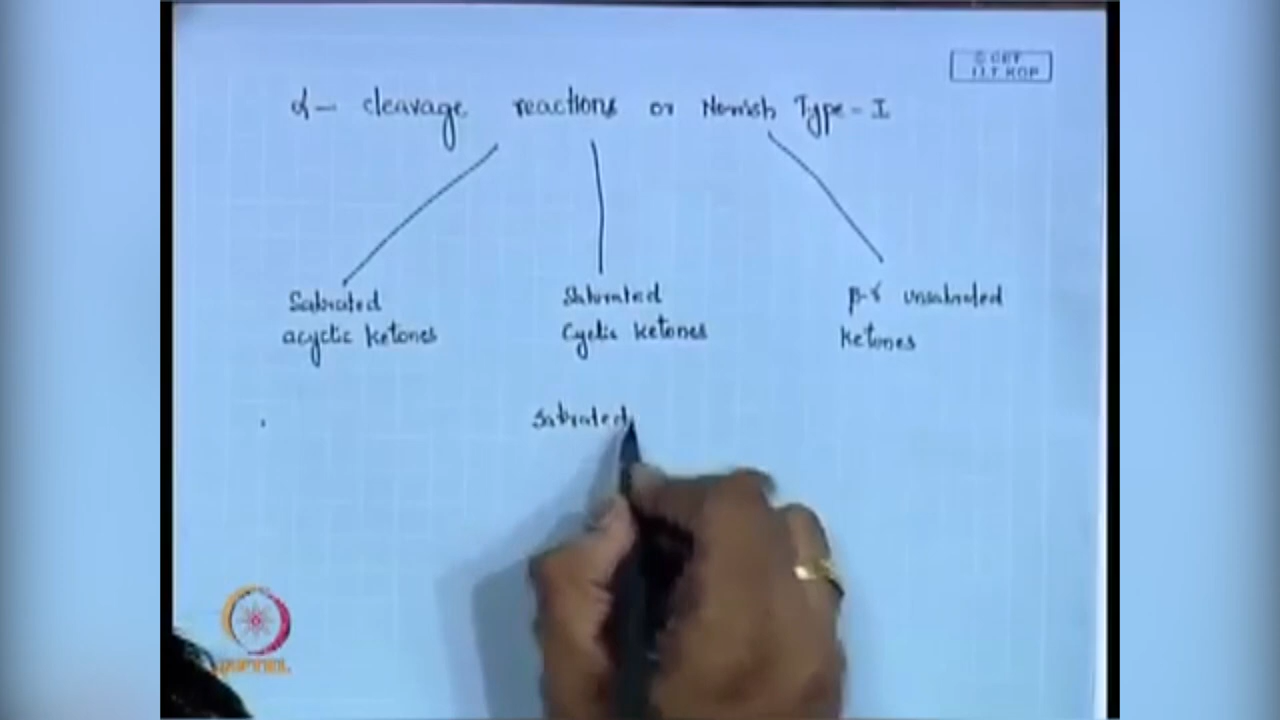 © CET
I.I.T. KGP
α- cleavage reactions or Norrish Type-I
Saturated
acyclic ketones
Saturated
Cyclic ketones
β-γ unsaturated
ketones
Saturated
NPTEL